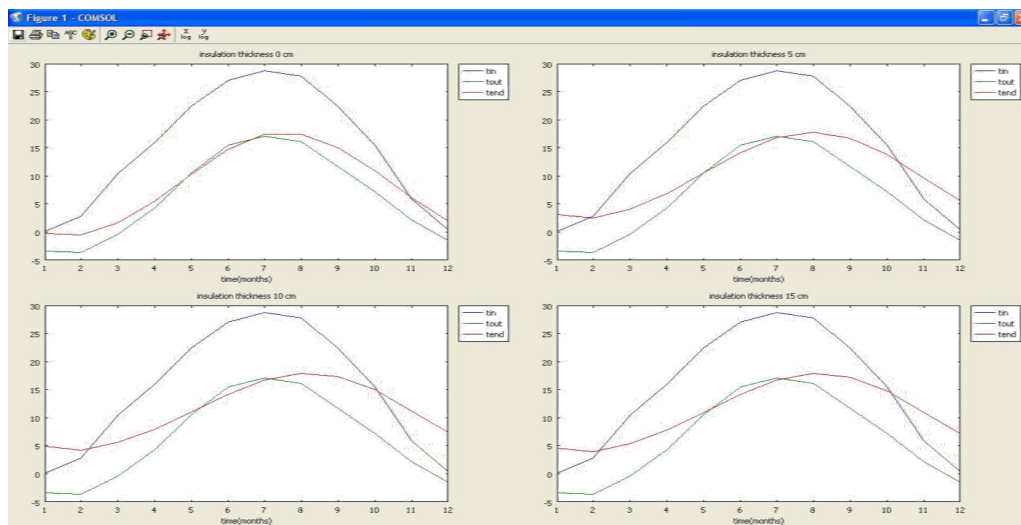 Figure 1 - COMSOL
insulation thickness 0 cm
30
25
20
15
10
5
0
-5
1 2 3 4 5 6 7 8 9 10 11 12
time(months)
tin
tout
tend
insulation thickness 5 cm
30
25
20
15
10
5
0
-5
1 2 3 4 5 6 7 8 9 10 11 12
time(months)
tin
tout
tend
insulation thickness 10 cm
30
25
20
15
10
5
0
-5
1 2 3 4 5 6 7 8 9 10 11 12
time(months)
tin
tout
tend
insulation thickness 15 cm
30
25
20
15
10
5
0
-5
1 2 3 4 5 6 7 8 9 10 11 12
time(months)
tin
tout
tend